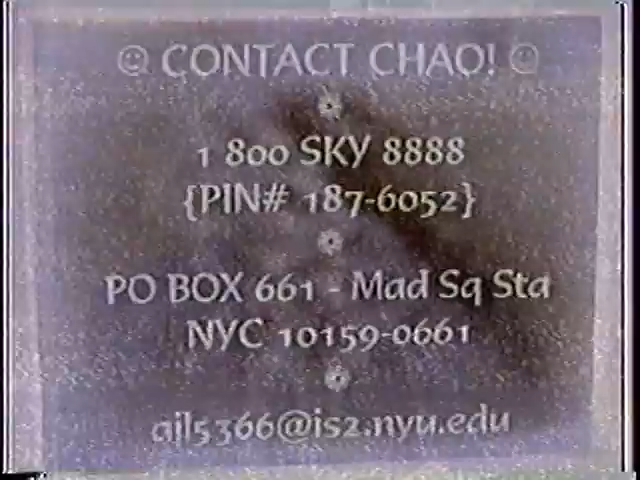 CONTACT CHAO!
1 800 SKY 8888
{PIN# 187-6052}
PO BOX 661 - Mad Sq Sta
NYC 10159-0661
ajl5366@is2.nyu.edu